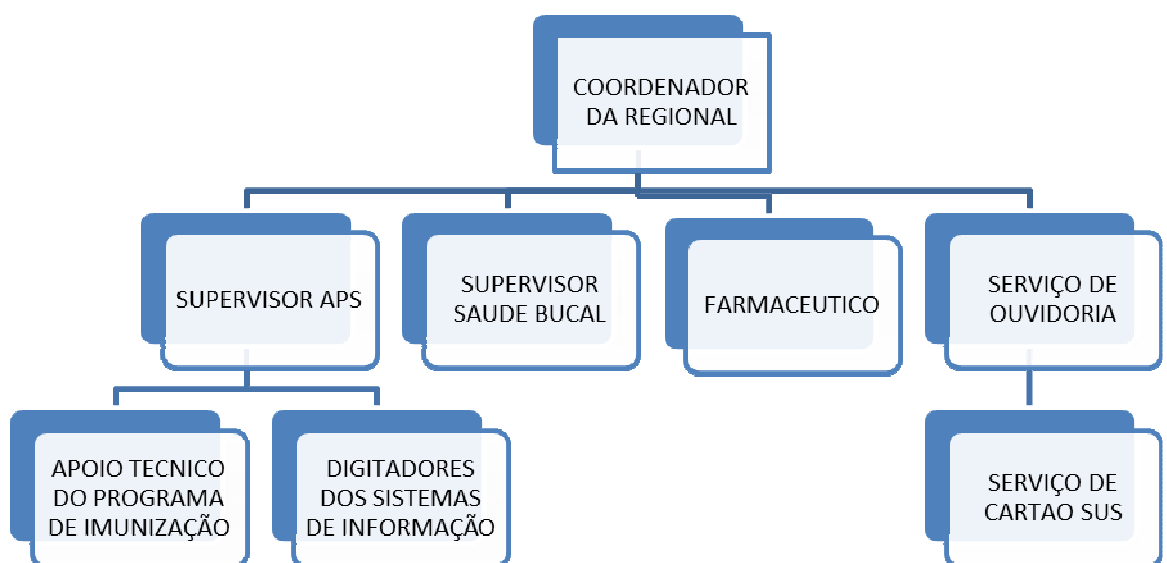 COORDENADOR
DA REGIONAL
SUPERVISOR APS
SUPERVISOR
SAUDE BUCAL
FARMACEUTICO
SERVIÇO DE
OUVIDORIA
APOIO TECNICO
DO PROGRAMA
DE IMUNIZAÇÃO
DIGITADORES
DOS SISTEMAS
DE INFORMAÇÃO
SERVIÇO DE
CARTAO SUS